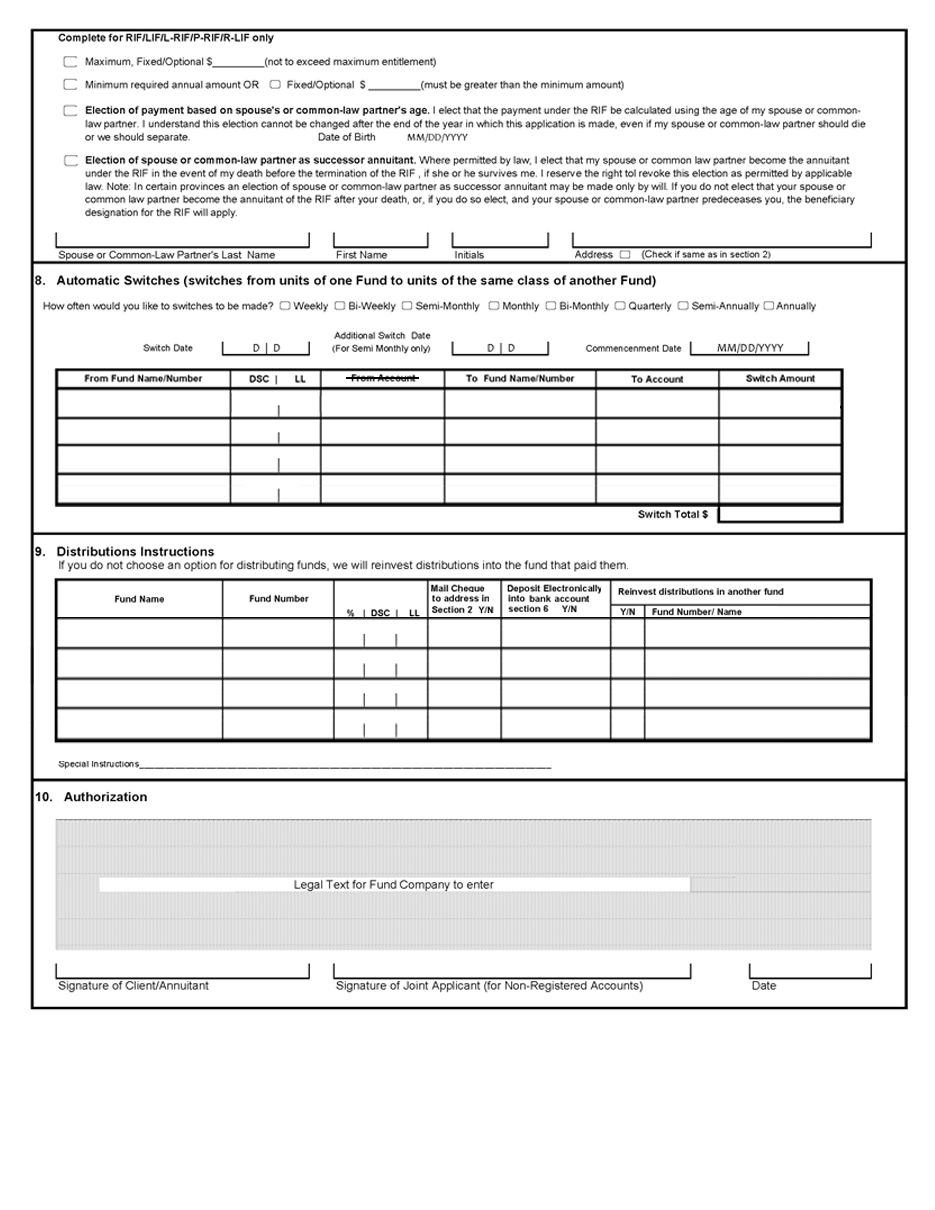 Complete for RIF/LIF/L-RIF/P-RIF/R-LIF only
Maximum, Fixed/Optional $_________(not to exceed maximum entitlement)
Minimum required annual amount OR Fixed/Optional $ _________(must be greater than the minimum amount)
Election of payment based on spouse's or common-law partner's age. I elect that the payment under the RIF be calculated using the age of my spouse or common-
law partner. I understand this election cannot be changed after the end of the year in which this application is made, even if my spouse or common-law partner should die
or we should separate. Date of Birth MM/DD/YYYY
Election of spouse or common-law partner as successor annuitant. Where permitted by law, I elect that my spouse or common law partner become the annuitant
under the RIF in the event of my death before the termination of the RIF , if she or he survives me. I reserve the right tol revoke this election as permitted by applicable
law. Note: In certain provinces an election of spouse or common-law partner as successor annuitant may be made only by will. If you do not elect that your spouse or
common law partner become the annuitant of the RIF after your death, or, if you do so elect, and your spouse or common-law partner predeceases you, the beneficiary
designation for the RIF will apply.
Spouse or Common-Law Partner's Last Name First Name Initials Address (Check if same as in section 2)
8. Automatic Switches (switches from units of one Fund to units of the same class of another Fund)
How often would you like to switches to be made? Weekly Bi-Weekly Semi-Monthly Monthly Bi-Monthly Quarterly Semi-Annually Annually
Additional Switch Date
Switch Date D | D (For Semi Monthly only) D | D Commencenment Date MM/DD/YYYY
From Fund Name/Number DSC | LL From Account To Fund Name/Number To Account Switch Amount
Switch Total $
9. Distributions Instructions
If you do not choose an option for distributing funds, we will reinvest distributions into the fund that paid them.
Fund Name Fund Number % | DSC | LL Mail Cheque to address in Section 2 Y/N Deposit Electronically into bank account section 6 Y/N Reinvest distributions in another fund
Y/N Fund Number/ Name
Special Instructions______________________________
10. Authorization
Legal Text for Fund Company to enter
Signature of Client/Annuitant Signature of Joint Applicant (for Non-Registered Accounts) Date